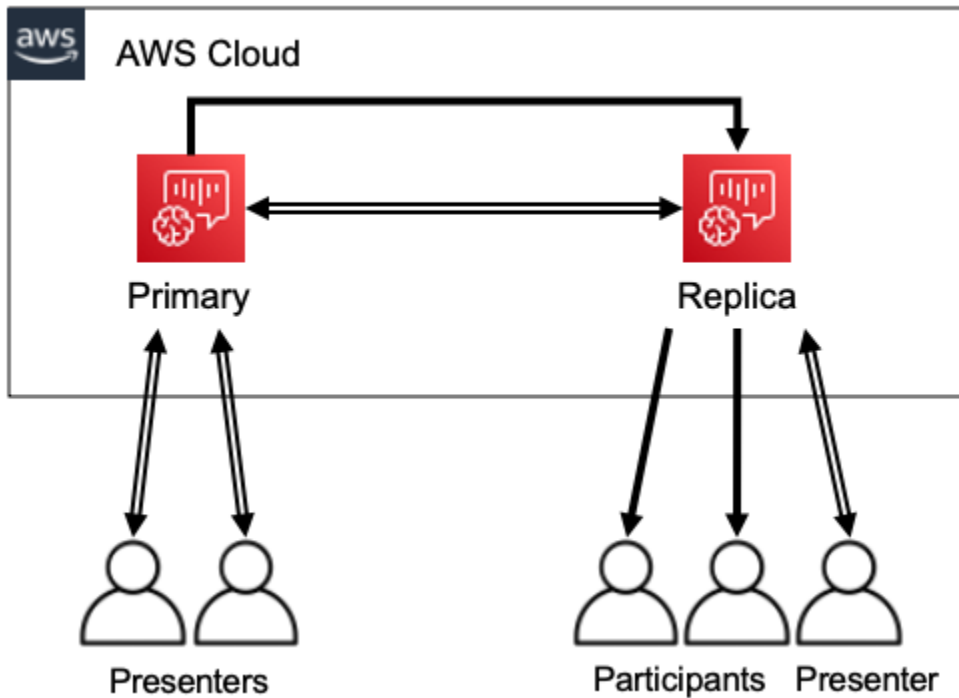 aws
AWS Cloud
Primary
Replica
Presenters
Participants
Presenter